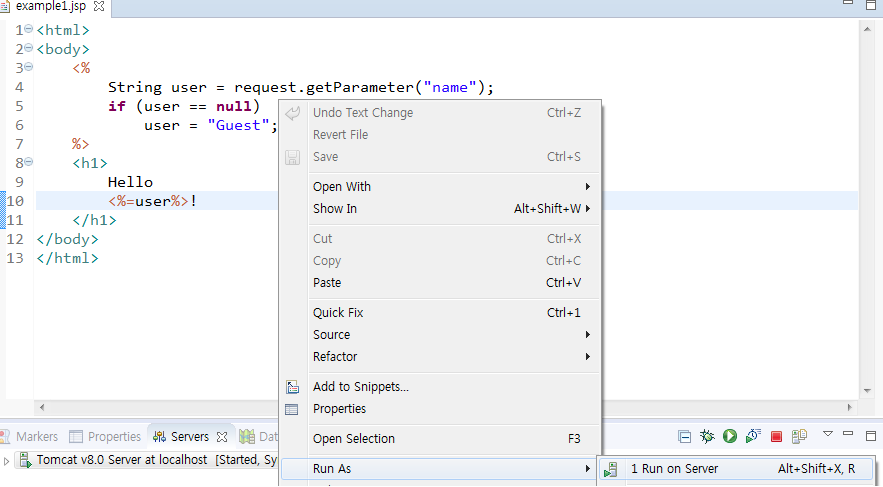 example1.jsp
1 <html>
2 <body>
3 <%
4 String user = request.getParameter("name");
5 if (user == null)
6 user = "Guest";
7 %>
8 <h1>
9 Hello
10 <%=user%>!
11 </h1>
12 </body>
13 </html>
Undo Text Change Ctrl+Z
Revert File
Save Ctrl+S
Open With
Show In Alt+Shift+W
Cut Ctrl+X
Copy Ctrl+C
Paste Ctrl+V
Quick Fix Ctrl+1
Source
Refactor
Add to Snippets...
Properties
Open Selection F3
Run As
1 Run on Server Alt+Shift+X, R
Markers Properties Servers Dat
Tomcat v8.0 Server at localhost [Started, Sy